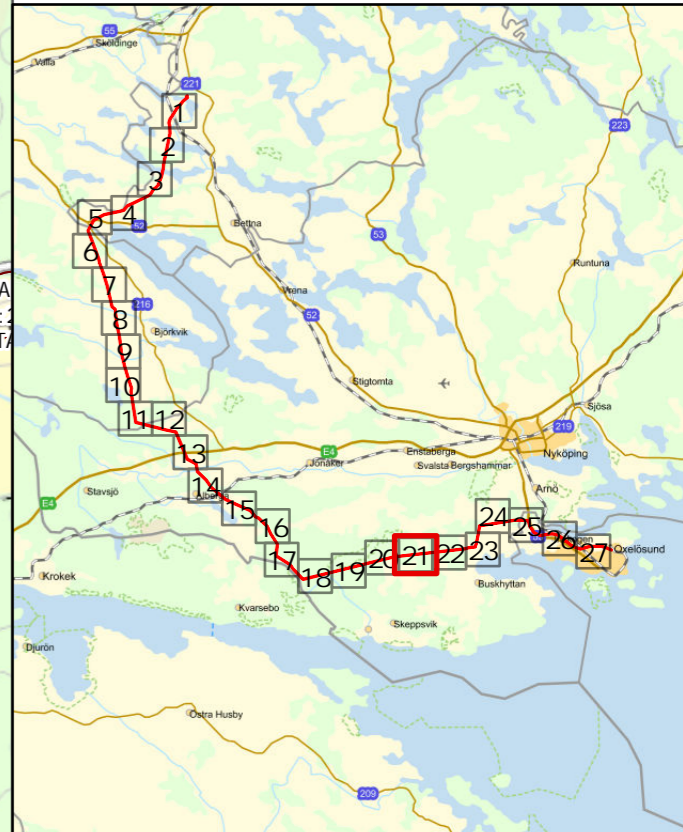 55
Sköldinge
Valla
221
1
223
2
3
5
4
52
Bettna
53
6
Runtuna
A
7
Vrena
216
8
Björkvik
52
9
Stigtomta
10
Sjösa
11
12
219
E4
Enstaberga
Nyköping
13
Jönåker
Svalsta
Bergshammar
Stavsjö
14
Ålberga
Arnö
E4
15
16
24
25
26
27
Oxelösund
17
20
21
22
23
18
19
Krokek
Buskhyttan
Kvarsebo
Skeppsvik
Djurön
Östra Husby
209